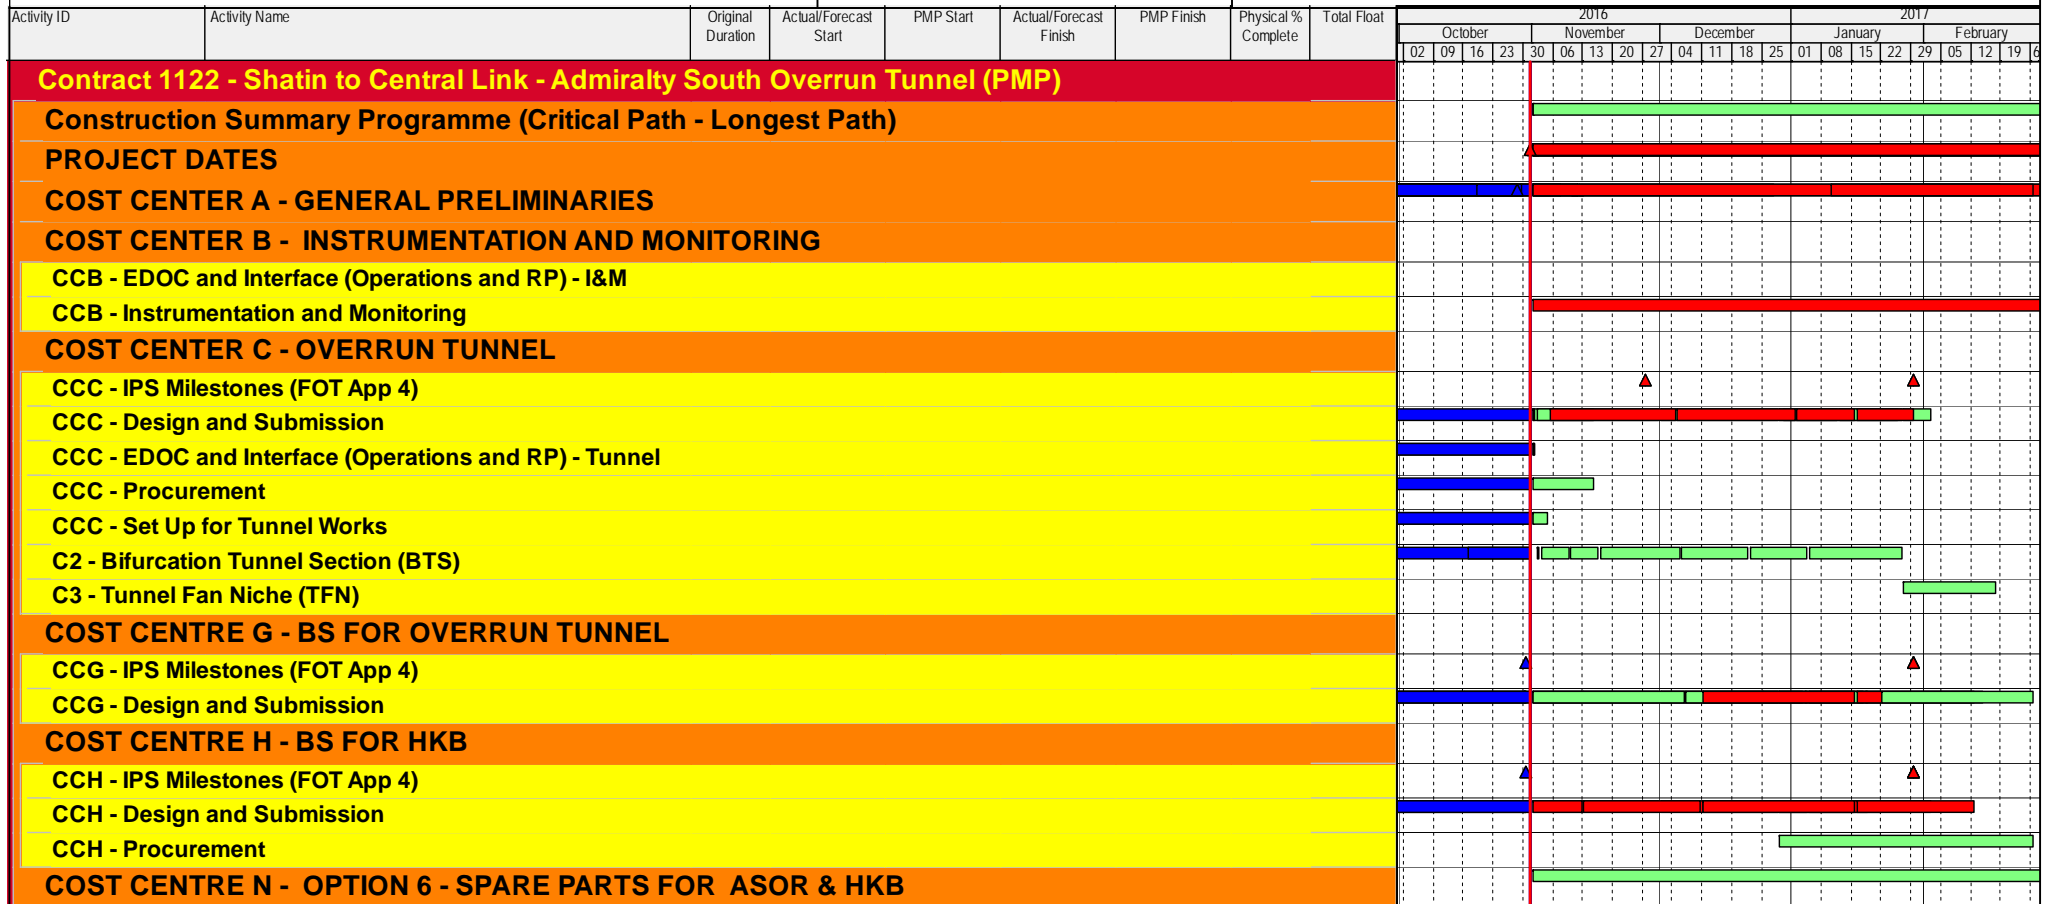 Activity ID Activity Name Original Duration Actual/Forecast Start PMP Start Actual/Forecast Finish PMP Finish Physical % Complete Total Float
2016 2017
October November December January February
02 09 16 23 30 06 13 20 27 04 11 18 25 01 08 15 22 29 05 12 19 6
Contract 1122 - Shatin to Central Link - Admiralty South Overrun Tunnel (PMP)
Construction Summary Programme (Critical Path - Longest Path)
PROJECT DATES
COST CENTER A - GENERAL PRELIMINARIES
COST CENTER B - INSTRUMENTATION AND MONITORING
CCB - EDOC and Interface (Operations and RP) - I&M
CCB - Instrumentation and Monitoring
COST CENTER C - OVERRUN TUNNEL
CCC - IPS Milestones (FOT App 4)
CCC - Design and Submission
CCC - EDOC and Interface (Operations and RP) - Tunnel
CCC - Procurement
CCC - Set Up for Tunnel Works
C2 - Bifurcation Tunnel Section (BTS)
C3 - Tunnel Fan Niche (TFN)
COST CENTRE G - BS FOR OVERRUN TUNNEL
CCG - IPS Milestones (FOT App 4)
CCG - Design and Submission
COST CENTRE H - BS FOR HKB
CCH - IPS Milestones (FOT App 4)
CCH - Design and Submission
CCH - Procurement
COST CENTRE N - OPTION 6 - SPARE PARTS FOR ASOR & HKB